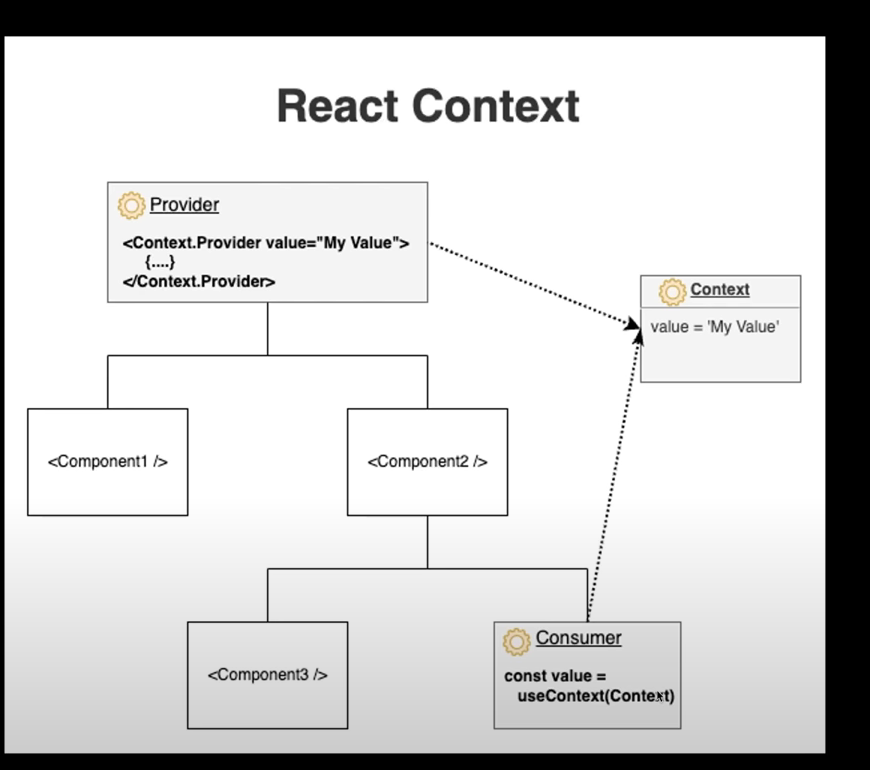 React Context
Provider
<Context.Provider value="My Value">
{....}
</Context.Provider>
Context
value = 'My Value'
<Component1 />
<Component2 />
<Component3 />
Consumer
const value =
useContext(Context)